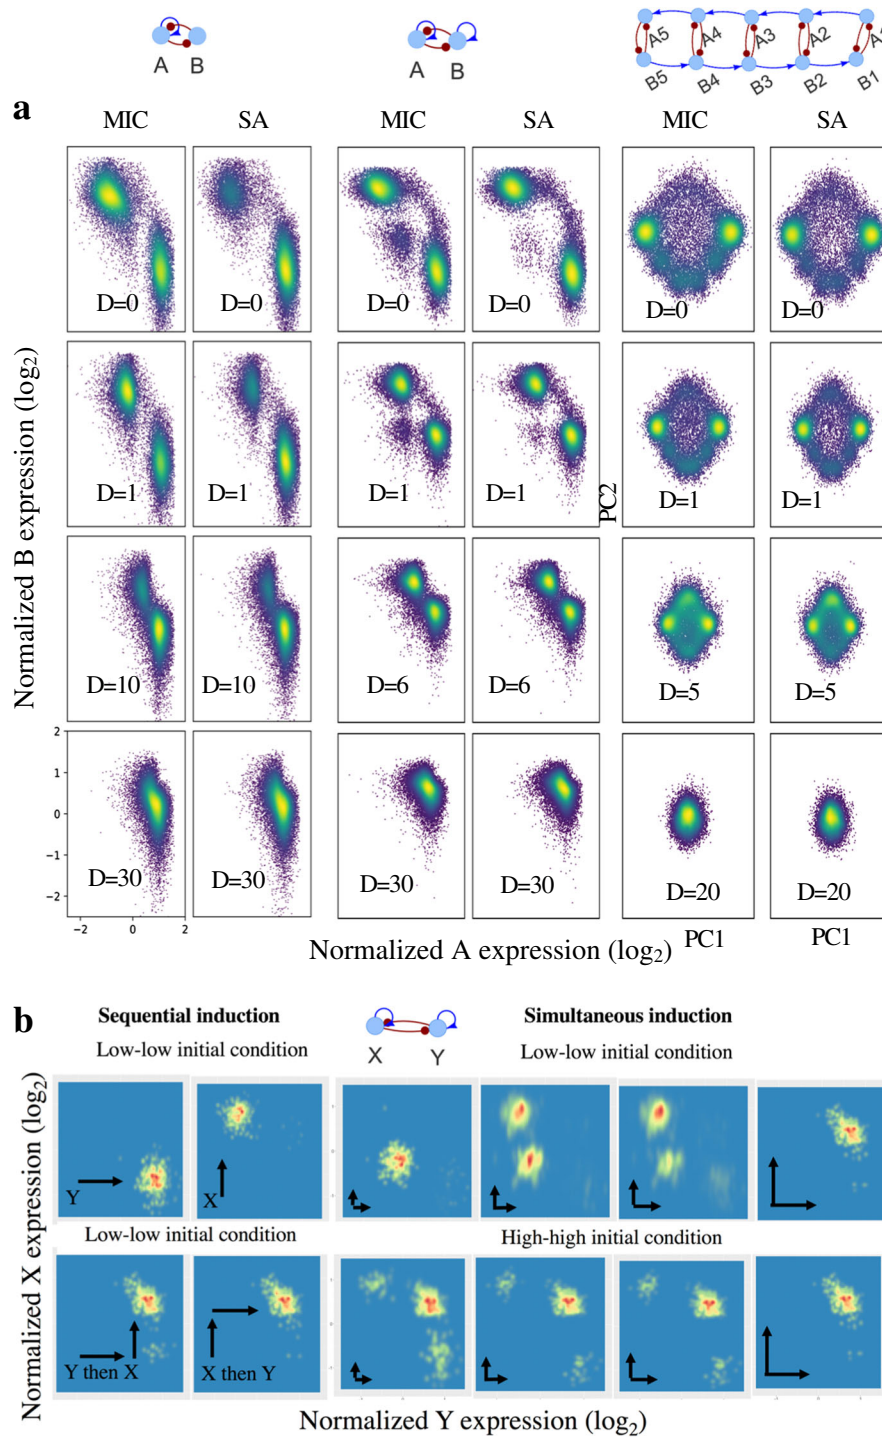 A B
A B
A5 A4 A3 A2
B5 B4 B3 B2 B1
a
MIC SA MIC SA MIC SA
D=0 D=0 D=0 D=0 D=0 D=0
D=1 D=1 D=1 D=1 D=1 D=1
D=10 D=10 D=6 D=6 D=5 D=5
D=30 D=30 D=30 D=30 D=20 D=20
Normalized B expression (log2)
PC2
2
1
0
−1
−2
−2 0 2
Normalized A expression (log2)
PC1 PC1
b
Sequential induction
Simultaneous induction
X Y
Low-low initial condition
Low-low initial condition
Y
X
Low-low initial condition
High-high initial condition
Y then X
X then Y
Normalized X expression (log2)
Normalized Y expression (log2)